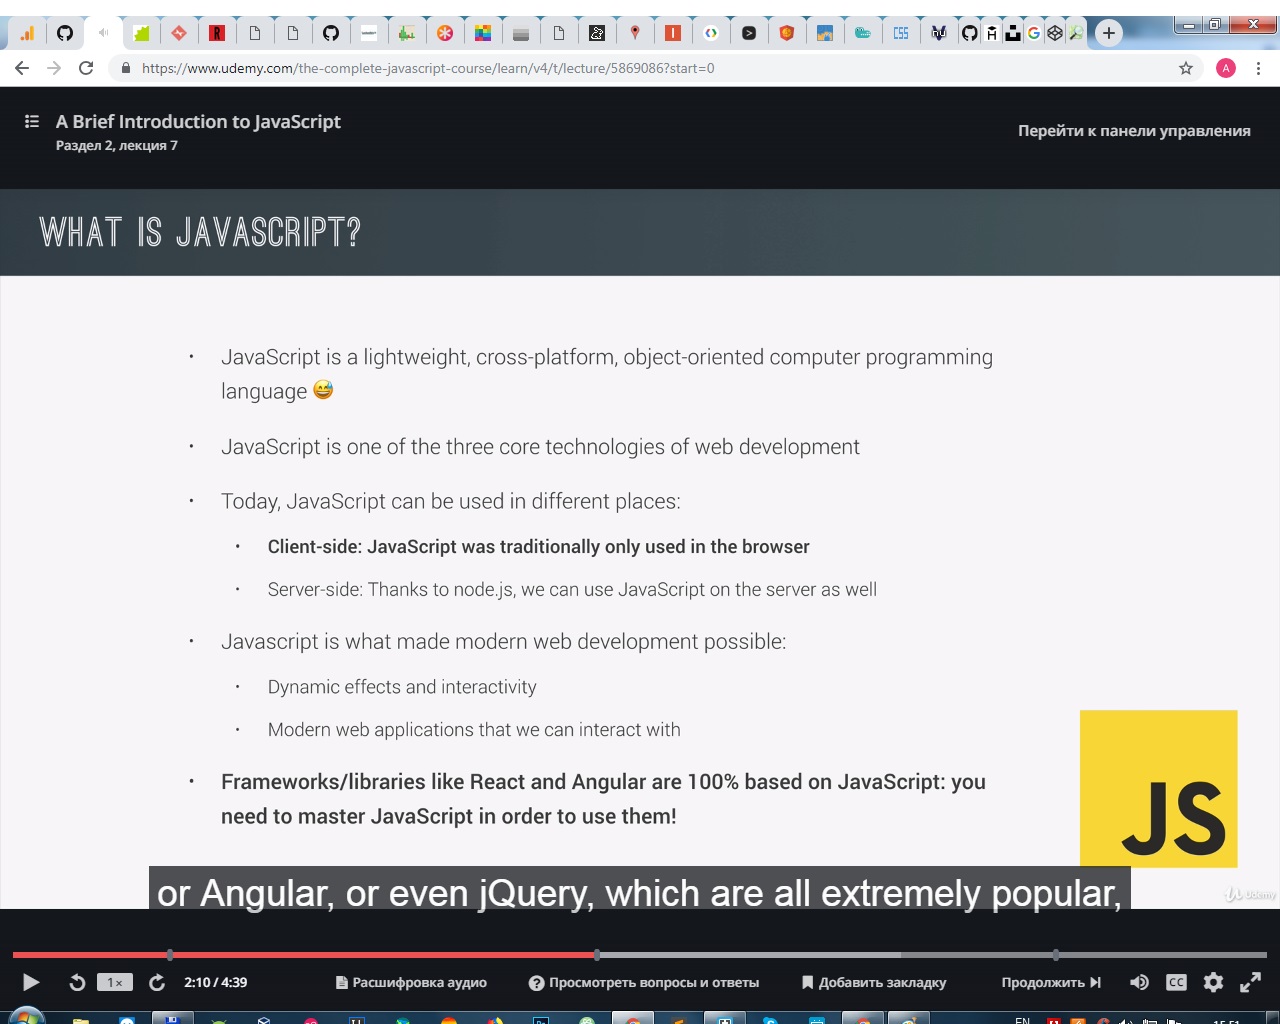 https://www.udemy.com/the-complete-javascript-course/learn/v4/t/lecture/5869086?start=0
A
A Brief Introduction to JavaScript
Раздел 2, лекция 7
Перейти к панели управления
WHAT IS JAVASCRIPT?
JavaScript is a lightweight, cross-platform, object-oriented computer programming
language 😅
JavaScript is one of the three core technologies of web development
Today, JavaScript can be used in different places:
Client-side: JavaScript was traditionally only used in the browser
Server-side: Thanks to node.js, we can use JavaScript on the server as well
Javascript is what made modern web development possible:
Dynamic effects and interactivity
Modern web applications that we can interact with
Frameworks/libraries like React and Angular are 100% based on JavaScript: you
need to master JavaScript in order to use them!
JS
or Angular, or even jQuery, which are all extremely popular,
Udemy
1× 2:10 / 4:39 Расшифровка аудио Просмотреть вопросы и ответы Добавить закладку Продолжить CC
EN 15:51